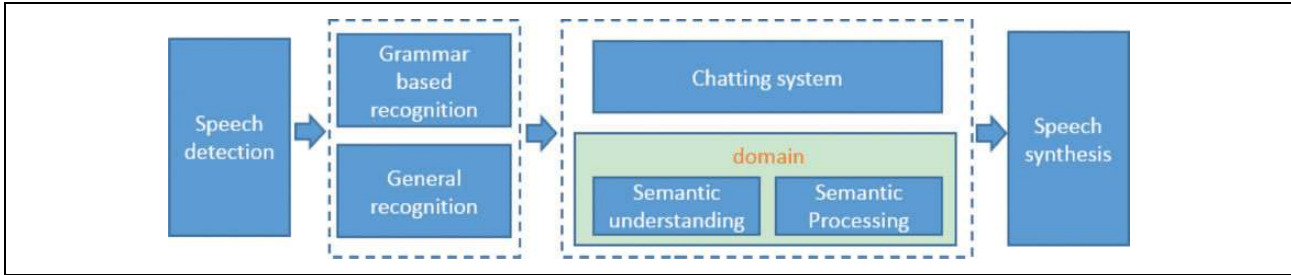 Speech
detection
Grammar
based
recognition
General
recognition
Chatting system
domain
Semantic
understanding
Semantic
Processing
Speech
synthesis